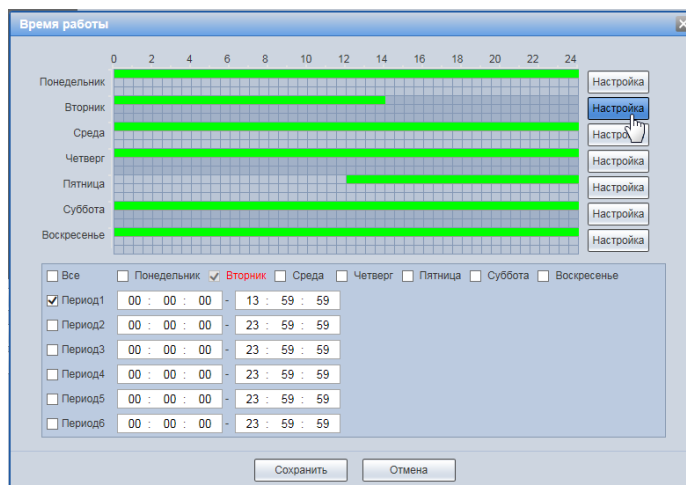 Время работы
0 2 4 6 8 10 12 14 16 18 20 22 24
Понедельник Настройка
Вторник Настройка
Среда Настройка
Четверг Настройка
Пятница Настройка
Суббота Настройка
Воскресенье Настройка
Все Понедельник Вторник Среда Четверг Пятница Суббота Воскресенье
Период1 00 : 00 : 00 - 13 : 59 : 59
Период2 00 : 00 : 00 - 23 : 59 : 59
Период3 00 : 00 : 00 - 23 : 59 : 59
Период4 00 : 00 : 00 - 23 : 59 : 59
Период5 00 : 00 : 00 - 23 : 59 : 59
Период6 00 : 00 : 00 - 23 : 59 : 59
Сохранить Отмена